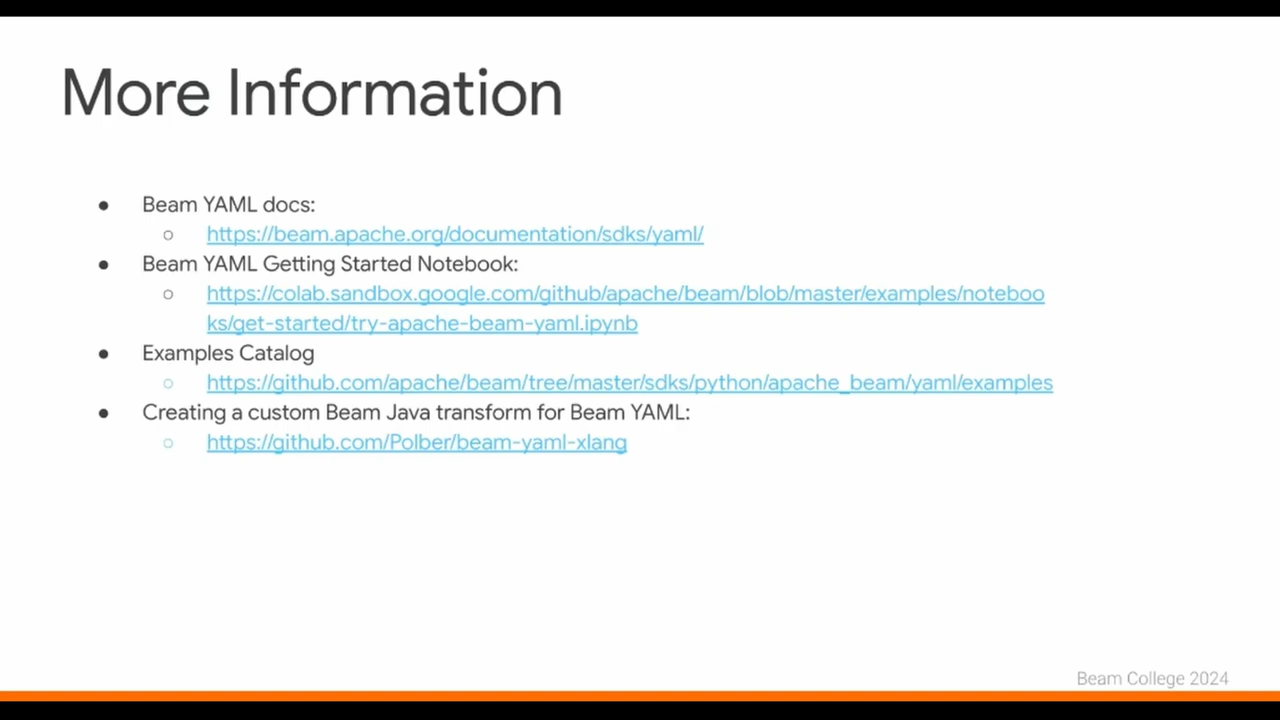 More Information
● Beam YAML docs:
○ https://beam.apache.org/documentation/sdks/yaml/
● Beam YAML Getting Started Notebook:
○ https://colab.sandbox.google.com/github/apache/beam/blob/master/examples/noteboo
ks/get-started/try-apache-beam-yaml.ipynb
● Examples Catalog
○ https://github.com/apache/beam/tree/master/sdks/python/apache_beam/yaml/examples
● Creating a custom Beam Java transform for Beam YAML:
○ https://github.com/Polber/beam-yaml-xlang
Beam College 2024